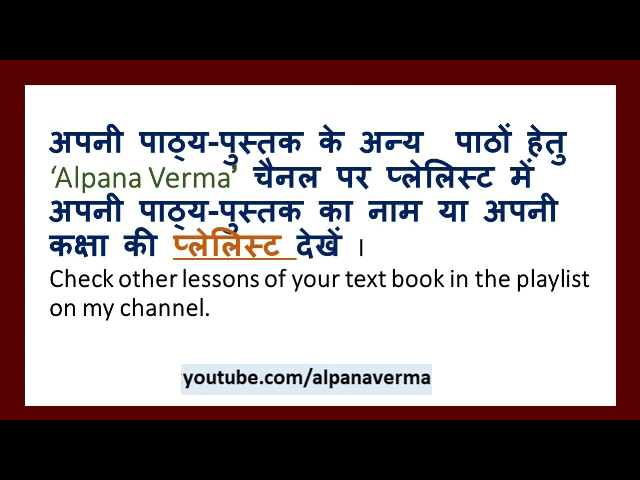 अपनी पाठ्य-पुस्तक के अन्य पाठों हेतु
‘Alpana Verma’ चैनल पर प्लेलिस्ट में
अपनी पाठ्य-पुस्तक का नाम या अपनी
कक्षा की प्लेलिस्ट देखें ।
Check other lessons of your text book in the playlist
on my channel.
youtube.com/alpanaverma